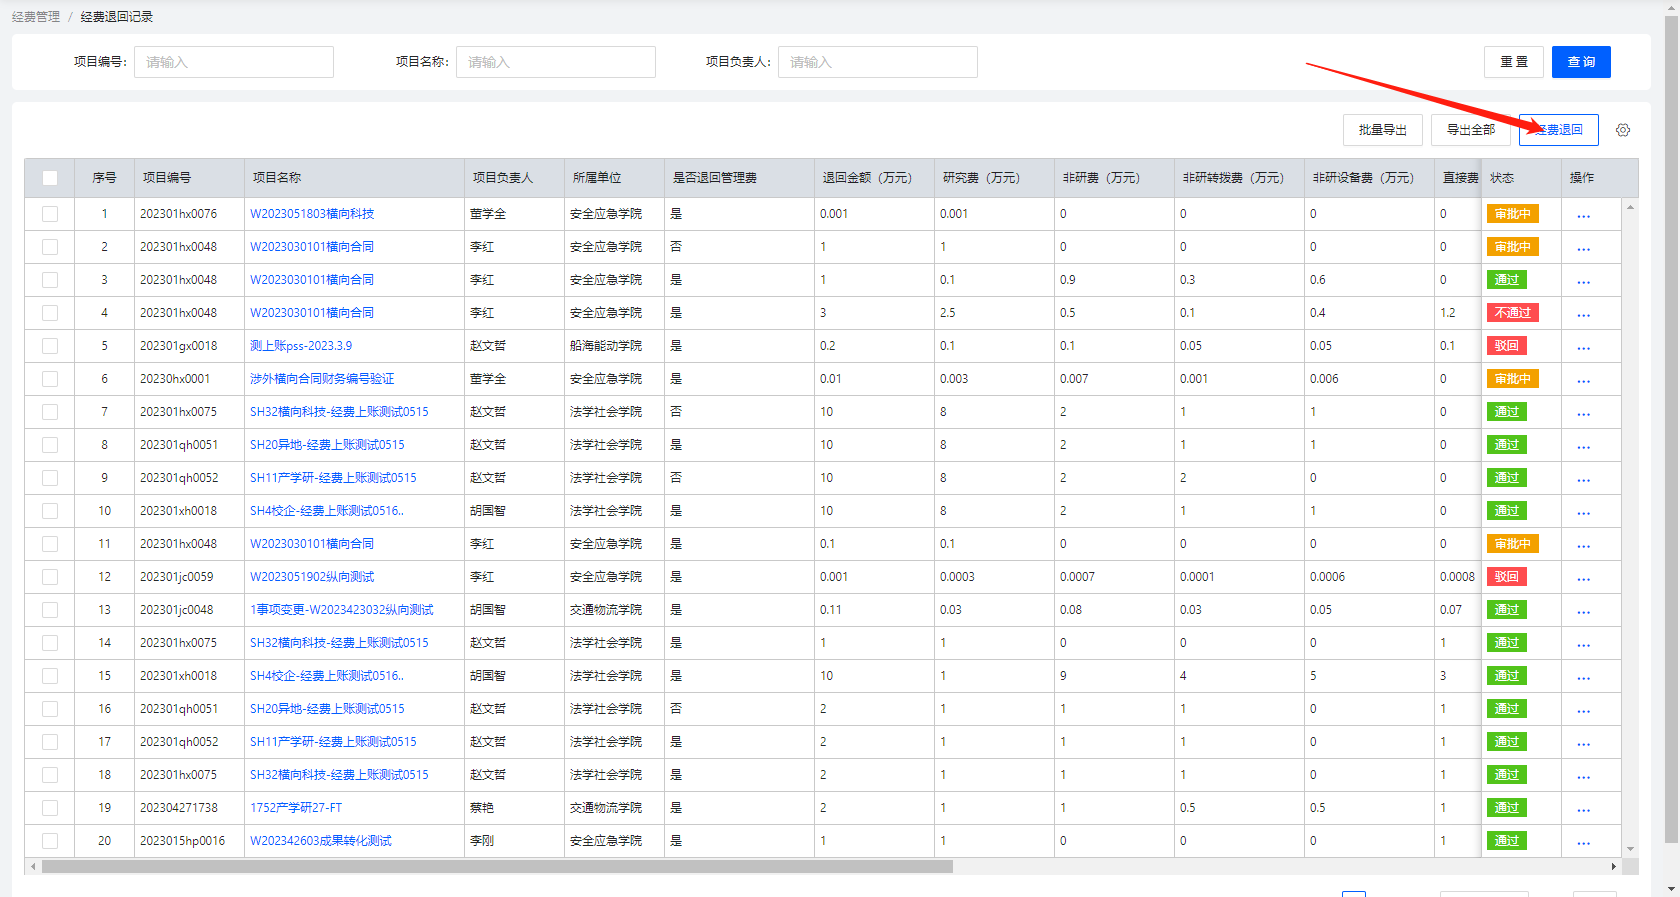 经费管理 / 经费退回记录
项目编号: 请输入 项目名称: 请输入 项目负责人: 请输入 重 置 查 询
批量导出 导出全部 经费退回
序号 项目编号 项目名称 项目负责人 所属单位 是否退回管理费 退回金额（万元） 研究费（万元） 非研费（万元） 非研转拨费（万元） 非研设备费（万元） 直接费 状态 操作
1 202301hx0076 W2023051803横向科技 董学全 安全应急学院 是 0.001 0.001 0 0 0 0 审批中 ...
2 202301hx0048 W2023030101横向合同 李红 安全应急学院 否 1 1 0 0 0 0 审批中 ...
3 202301hx0048 W2023030101横向合同 李红 安全应急学院 是 1 0.1 0.9 0.3 0.6 0 通过 ...
4 202301hx0048 W2023030101横向合同 李红 安全应急学院 是 3 2.5 0.5 0.1 0.4 1.2 不通过 ...
5 202301gx0018 测上账pss-2023.3.9 赵文哲 船海能动学院 是 0.2 0.1 0.1 0.05 0.05 0.1 驳回 ...
6 20230hx0001 涉外横向合同财务编号验证 董学全 安全应急学院 是 0.01 0.003 0.007 0.001 0.006 0 审批中 ...
7 202301hx0075 SH32横向科技-经费上账测试0515 赵文哲 法学社会学院 否 10 8 2 1 1 0 通过 ...
8 202301qh0051 SH20异地-经费上账测试0515 赵文哲 法学社会学院 是 10 8 2 1 1 0 通过 ...
9 202301qh0052 SH11产学研-经费上账测试0515 赵文哲 法学社会学院 否 10 8 2 2 0 0 通过 ...
10 202301xh0018 SH4校企-经费上账测试0516.. 胡国智 法学社会学院 是 10 8 2 1 1 0 通过 ...
11 202301hx0048 W2023030101横向合同 李红 安全应急学院 是 0.1 0.1 0 0 0 0 审批中 ...
12 202301jc0059 W2023051902纵向测试 李红 安全应急学院 是 0.001 0.0003 0.0007 0.0001 0.0006 0.0008 驳回 ...
13 202301jc0048 1事项变更-W2023423032纵向测试 胡国智 交通物流学院 是 0.11 0.03 0.08 0.03 0.05 0.07 通过 ...
14 202301hx0075 SH32横向科技-经费上账测试0515 赵文哲 法学社会学院 是 1 1 0 0 0 1 通过 ...
15 202301xh0018 SH4校企-经费上账测试0516.. 胡国智 法学社会学院 是 10 1 9 4 5 3 通过 ...
16 202301qh0051 SH20异地-经费上账测试0515 赵文哲 法学社会学院 否 2 1 1 1 0 1 通过 ...
17 202301qh0052 SH11产学研-经费上账测试0515 赵文哲 法学社会学院 是 2 1 1 1 0 1 通过 ...
18 202301hx0075 SH32横向科技-经费上账测试0515 赵文哲 法学社会学院 是 2 1 1 1 0 1 通过 ...
19 202304271738 1752产学研27-FT 蔡艳 交通物流学院 是 2 1 1 0.5 0.5 1 通过 ...
20 2023015hp0016 W202342603成果转化测试 李刚 安全应急学院 是 1 1 0 0 0 1 通过 ...